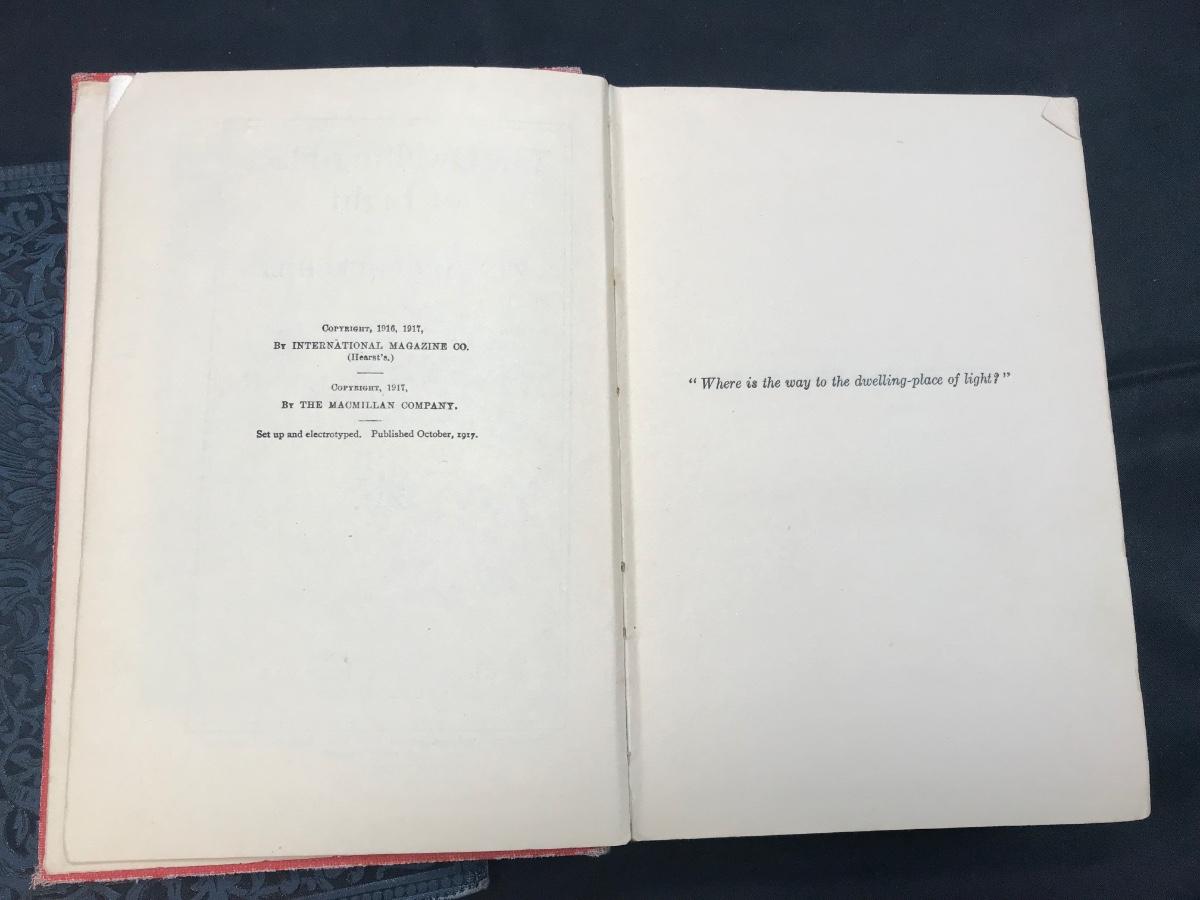 COPYRIGHT, 1916, 1917,
BY INTERNATIONAL MAGAZINE CO.
(Hearst's.)
COPYRIGHT, 1917,
BY THE MACMILLAN COMPANY.
Set up and electrotyped. Published October, 1917.
"Where is the way to the dwelling-place of light?"